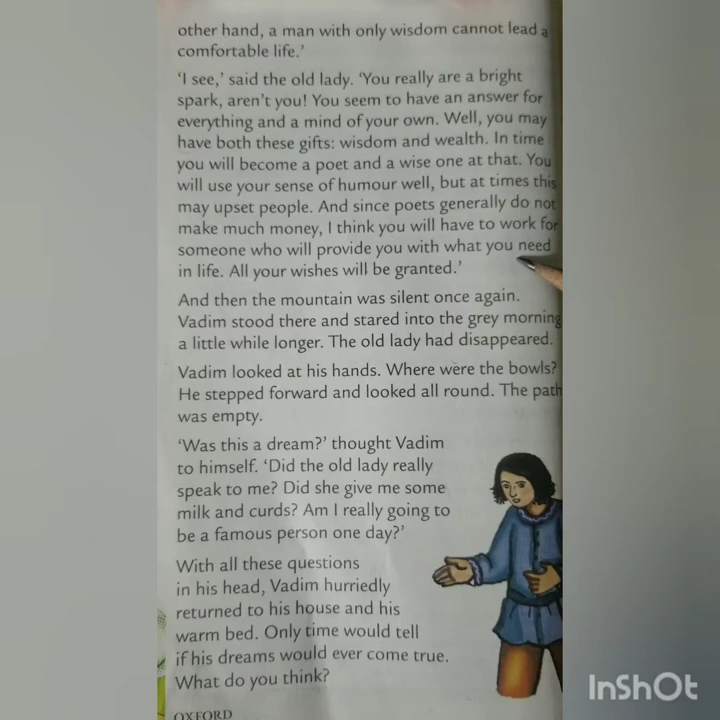 other hand, a man with only wisdom cannot lead a
comfortable life.'
'I see,' said the old lady. 'You really are a bright
spark, aren't you! You seem to have an answer for
everything and a mind of your own. Well, you may
have both these gifts: wisdom and wealth. In time
you will become a poet and a wise one at that. You
will use your sense of humour well, but at times this
may upset people. And since poets generally do not
make much money, I think you will have to work for
someone who will provide you with what you need
in life. All your wishes will be granted.'
And then the mountain was silent once again.
Vadim stood there and stared into the grey morning
a little while longer. The old lady had disappeared.
Vadim looked at his hands. Where were the bowls?
He stepped forward and looked all round. The path
was empty.
'Was this a dream?' thought Vadim
to himself. 'Did the old lady really
speak to me? Did she give me some
milk and curds? Am I really going to
be a famous person one day?'
With all these questions
in his head, Vadim hurriedly
returned to his house and his
warm bed. Only time would tell
if his dreams would ever come true.
What do you think?
OXFORD
InShOt